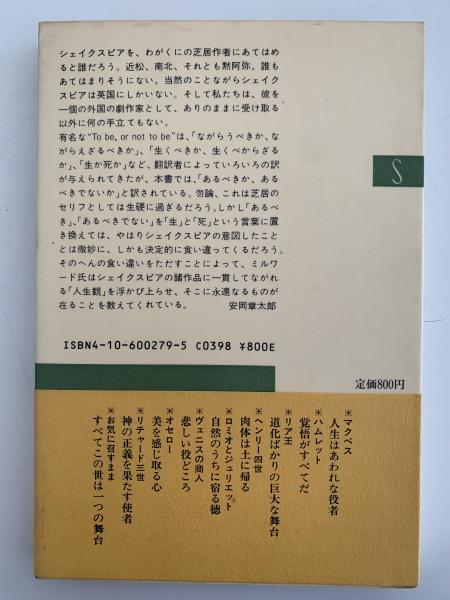 シェイクスピアを、わがくにの芝居作者にあてはめ
ると誰だろう。近松、南北、それとも黙阿弥。誰も
あてはまりそうにない。当然のことながらシェイク
スピアは英国にしかいない。そして私たちは、彼を
一個の外国の劇作家として、ありのままに受け取る
以外に何の手立てもない。
有名な“To be, or not to be”は、「ながらうべきか、な
がらえざるべきか」、「生くべきか、生くべからざる
か」、「生か死か」など、翻訳者によっていろいろの訳
が与えられてきたが、本書では、「あるべきか、ある
べきでないか」と訳されている。勿論、これは芝居の
セリフとしては生硬に過ぎるだろう。しかし「あるべ
き」、「あるべきでない」を「生」と「死」という言葉に置
き換えては、やはりシェイクスピアの意図したこと
とは微妙に、しかも決定的に食い違ってくるだろう。
そのへんの食い違いをただすことによって、ミルワ
ード氏はシェイクスピアの諸作品に一貫してながれ
る「人生観」を浮かび上らせ、そこに永遠なるものが
在ることを教えてくれている。 安岡章太郎
S
ISBN4-10-600279-5 C0398 ¥800E
定価800円
＊マクベス
人生はあわれな役者
＊ハムレット
覚悟がすべてだ
＊リア王
道化ばかりの巨大な舞台
＊ヘンリー四世
肉体は土に帰る
＊ロミオとジュリエット
自然のうちに宿る徳
＊ヴェニスの商人
悲しい役どころ
＊オセロー
美を感じ取る心
＊リチャード三世
神の正義を果たす使者
＊お気に召すまま
すべてこの世は一つの舞台